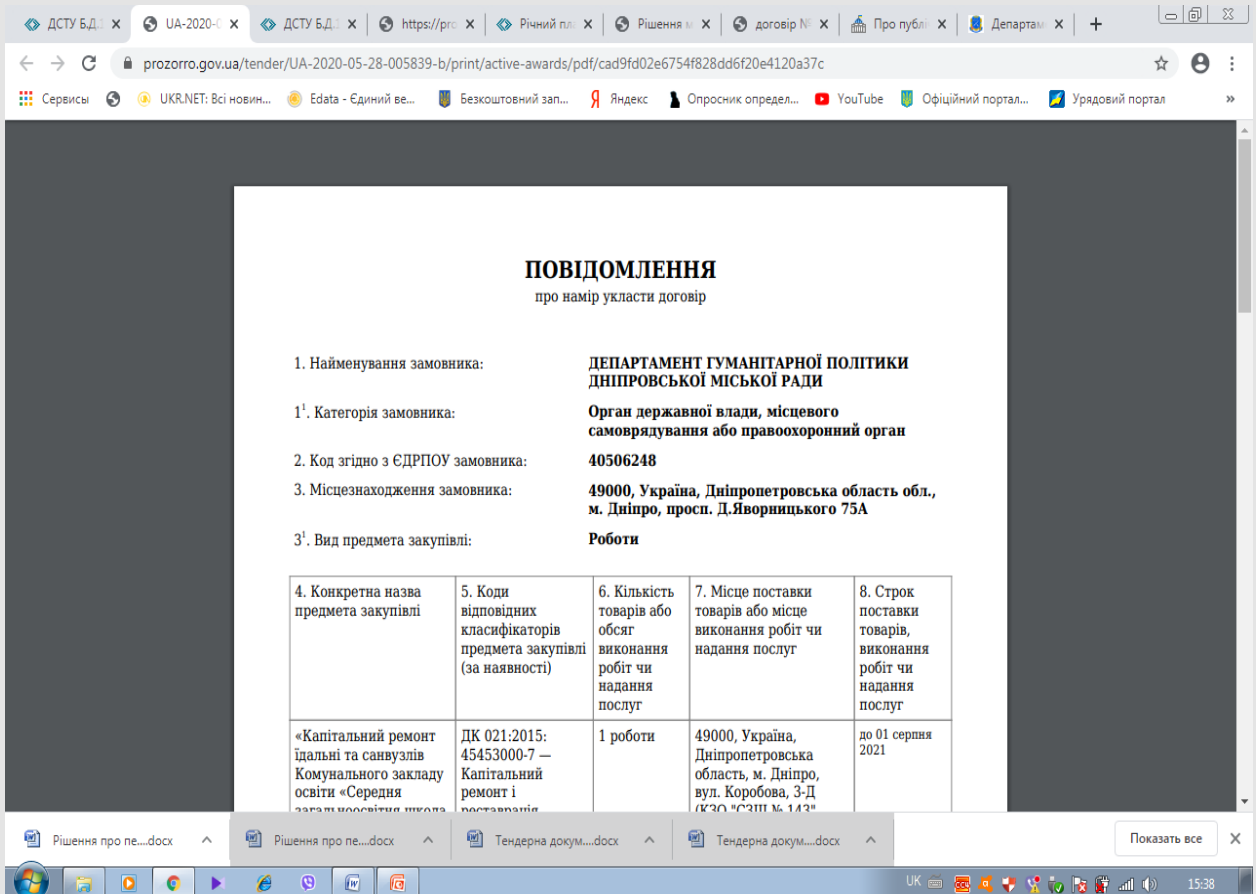 ДСТУ Б.Д.
UA-2020-0
ДСТУ Б.Д.
https://pro
Річний пл
Рішення м
договір №
Про публі
Департам
prozorro.gov.ua/tender/UA-2020-05-28-005839-b/print/active-awards/pdf/cad9fd02e6754f828dd6f20e4120a37c
Сервисы
UKR.NET: Всі новин...
Edata - Єдиний ве...
Безкоштовний зап...
Яндекс
Опросник определ...
YouTube
Офіційний портал...
Урядовий портал
»
ПОВІДОМЛЕННЯ
про намір укласти договір
1. Найменування замовника:
ДЕПАРТАМЕНТ ГУМАНІТАРНОЇ ПОЛІТИКИ
ДНІПРОВСЬКОЇ МІСЬКОЇ РАДИ
1¹. Категорія замовника:
Орган державної влади, місцевого
самоврядування або правоохоронний орган
2. Код згідно з ЄДРПОУ замовника:
40506248
3. Місцезнаходження замовника:
49000, Україна, Дніпропетровська область обл.,
м. Дніпро, просп. Д.Яворницького 75А
3¹. Вид предмета закупівлі:
Роботи
4. Конкретна назва
предмета закупівлі
5. Коди
відповідних
класифікаторів
предмета закупівлі
(за наявності)
6. Кількість
товарів або
обсяг
виконання
робіт чи
надання
послуг
7. Місце поставки
товарів або місце
виконання робіт чи
надання послуг
8. Строк
поставки
товарів,
виконання
робіт чи
надання
послуг
«Капітальний ремонт
їдальні та санвузлів
Комунального закладу
освіти «Середня
загальноосвітня школа
ДК 021:2015:
45453000-7 —
Капітальний
ремонт і
реставрація
1 роботи
49000, Україна,
Дніпропетровська
область, м. Дніпро,
вул. Коробова, 3-Д
(КЗО "СЗШ № 143"
до 01 серпня
2021
Рішення про пе....docx
Рішення про пе....docx
Тендерна докум....docx
Тендерна докум....docx
Показать все
UK
15:38